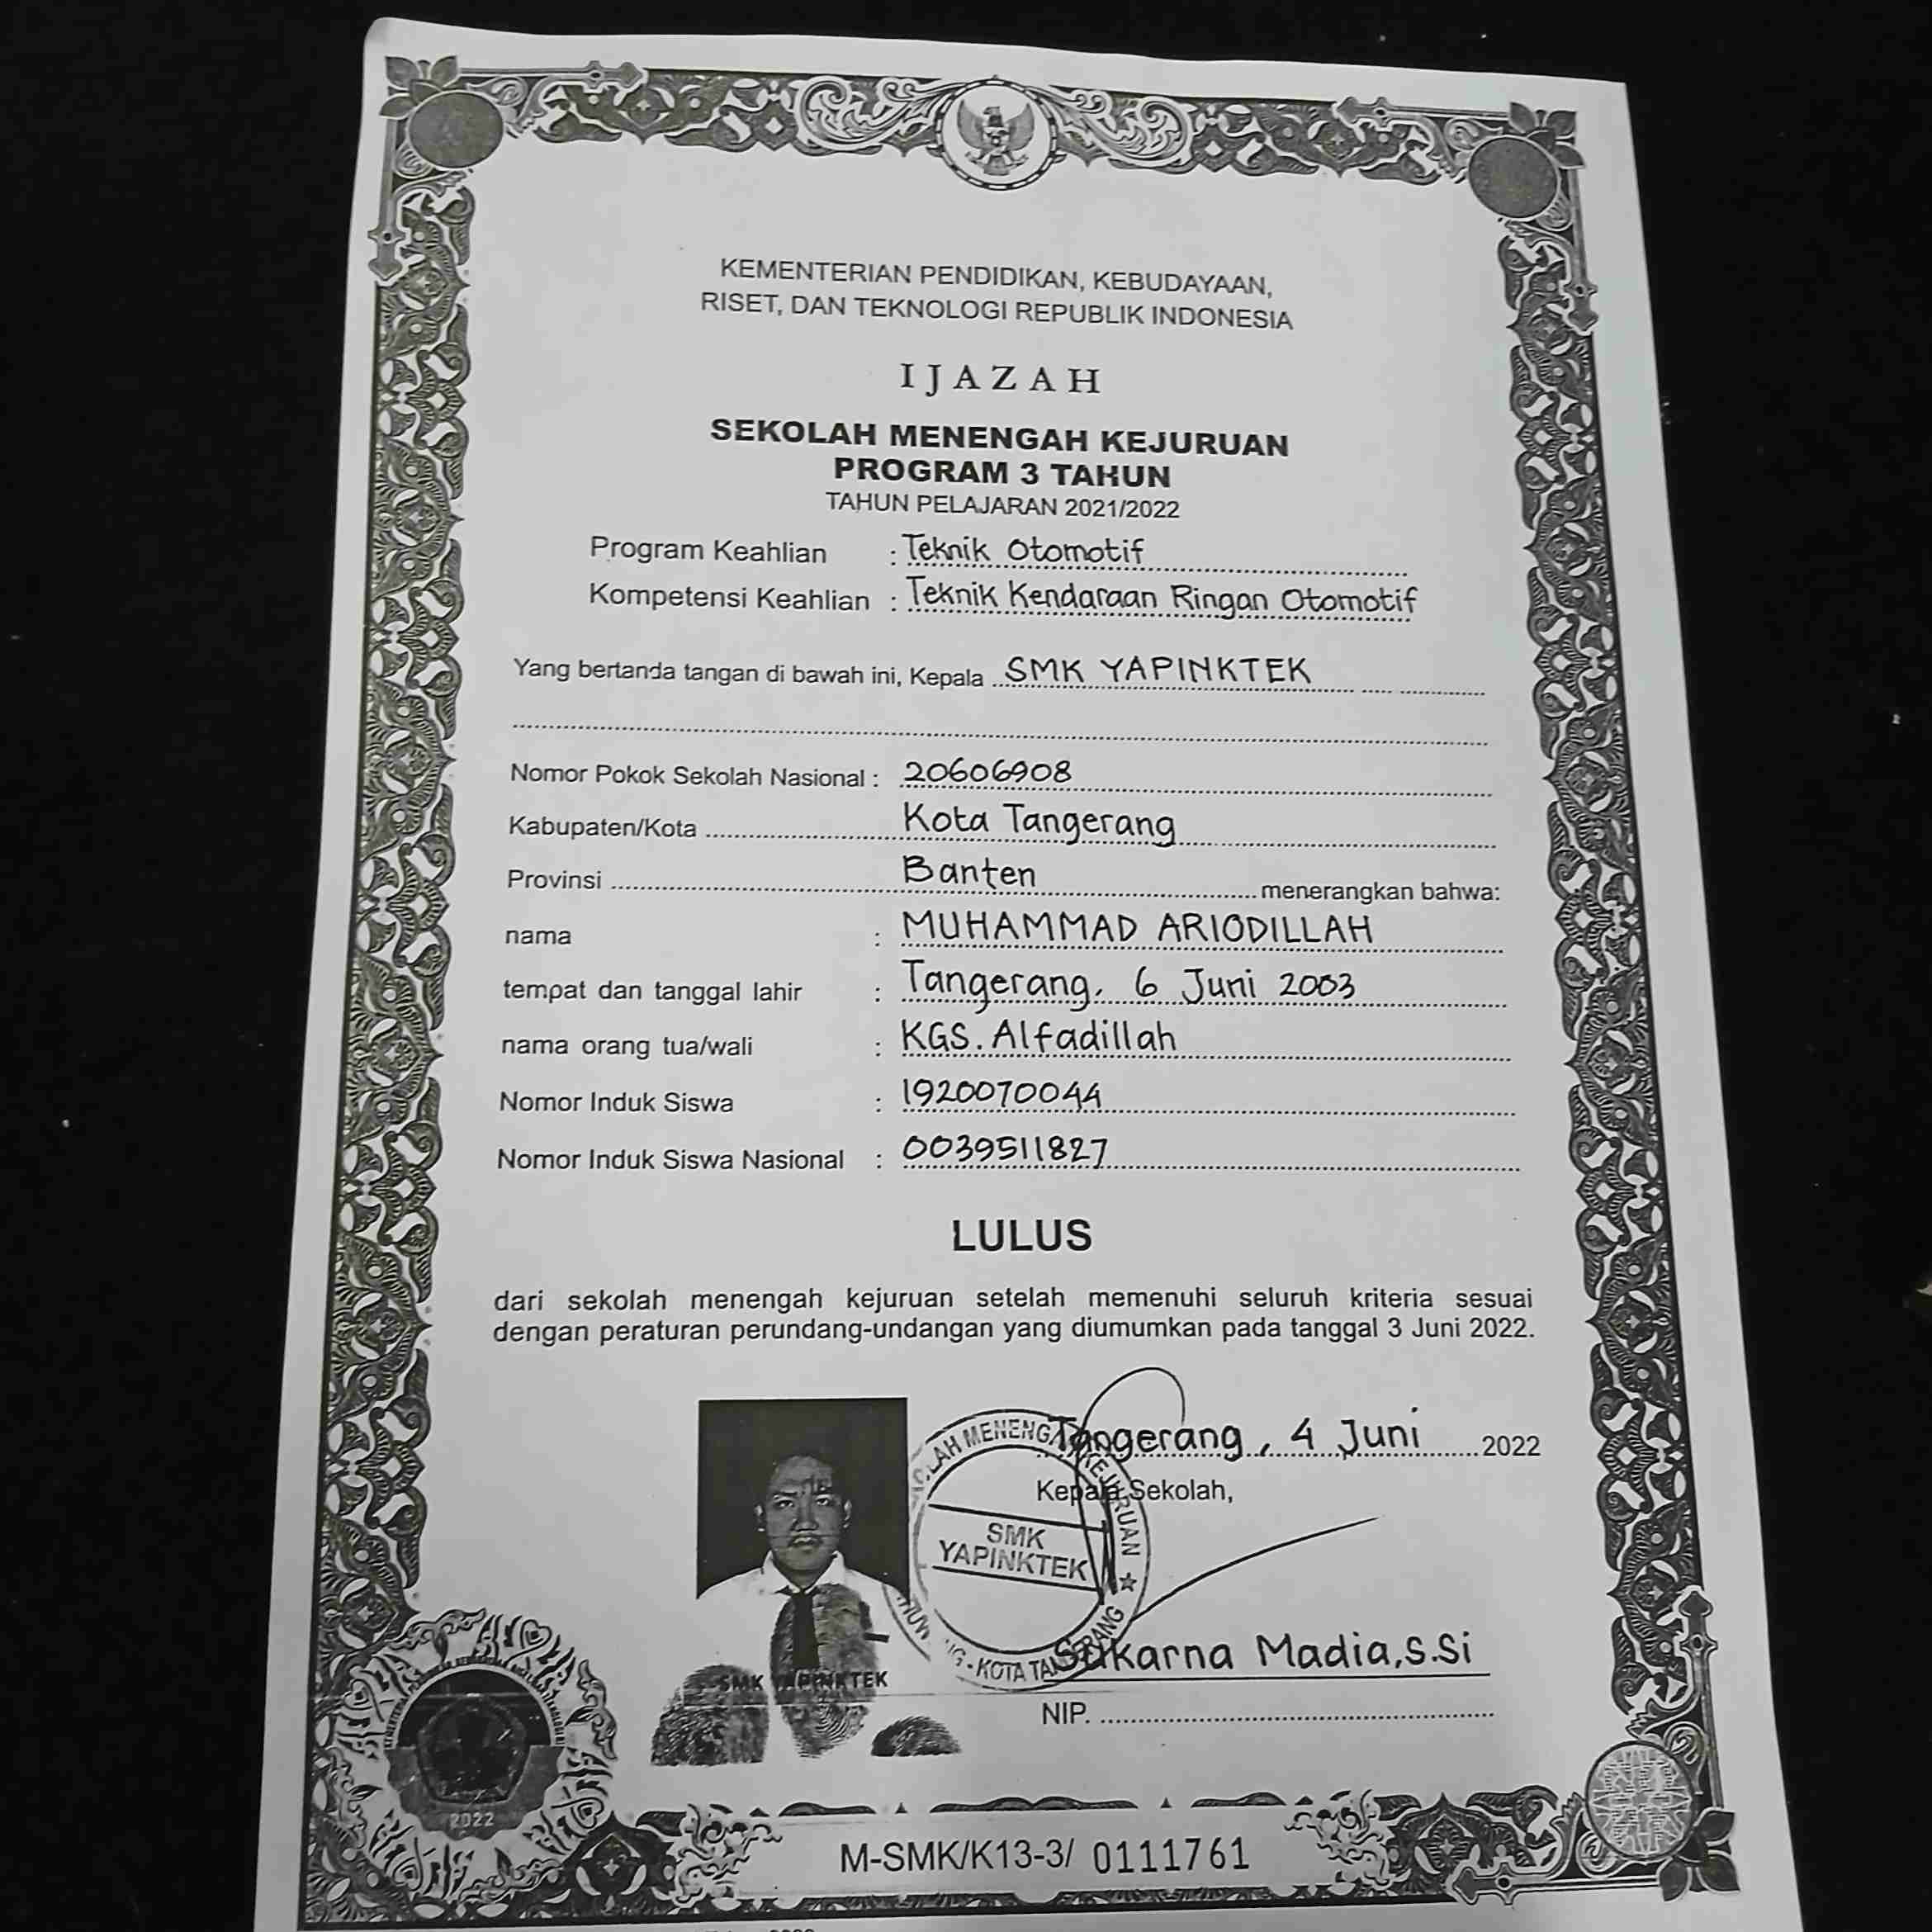 KEMENTERIAN PENDIDIKAN, KEBUDAYAAN,
RISET, DAN TEKNOLOGI REPUBLIK INDONESIA
IJAZAH
SEKOLAH MENENGAH KEJURUAN
PROGRAM 3 TAHUN
TAHUN PELAJARAN 2021/2022
Program Keahlian : Teknik Otomotif
Kompetensi Keahlian : Teknik Kendaraan Ringan Otomotif
Yang bertanda tangan di bawah ini, Kepala SMK YAPINKTEK
Nomor Pokok Sekolah Nasional : 20606908
Kabupaten/Kota Kota Tangerang
Provinsi Banten menerangkan bahwa:
nama : MUHAMMAD ARIODILLAH
tempat dan tanggal lahir : Tangerang, 6 Juni 2003
nama orang tua/wali : KGS. Alfadillah
Nomor Induk Siswa : 1920070044
Nomor Induk Siswa Nasional : 0039511827
LULUS
dari sekolah menengah kejuruan setelah memenuhi seluruh kriteria sesuai
dengan peraturan perundang-undangan yang diumumkan pada tanggal 3 Juni 2022.
Tangerang, 4 Juni 2022
Kepala Sekolah,
MENENGAH KEJURUAN
SMK
YAPINKTEK
KOTA TANGERANG
Sukarna Madia, S.Si
SMK YAPINKTEK
NIP.
2022
M-SMK/K13-3/ 0111761